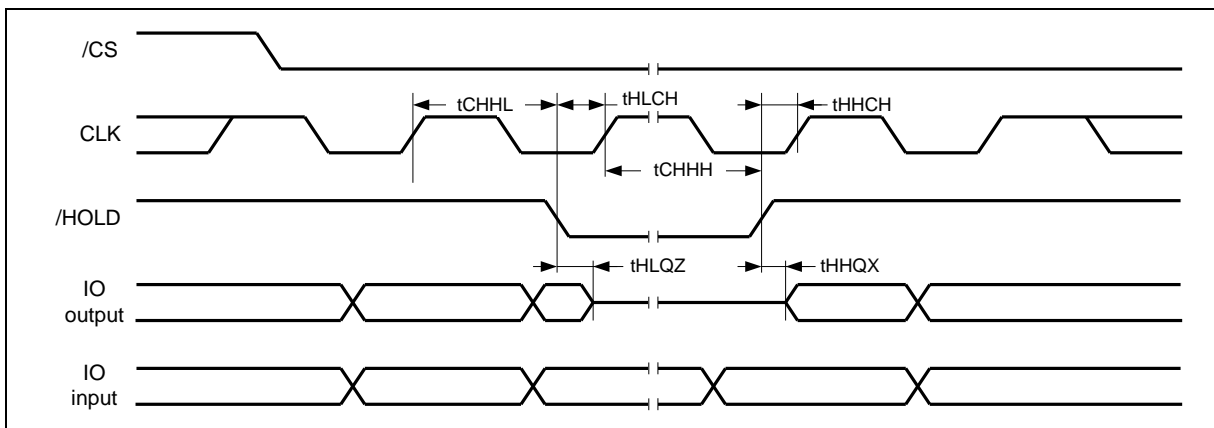 /CS
tCHHL
tHLCH
tHHCH
CLK
tCHHH
/HOLD
tHLQZ
tHHQX
IO
output
IO
input